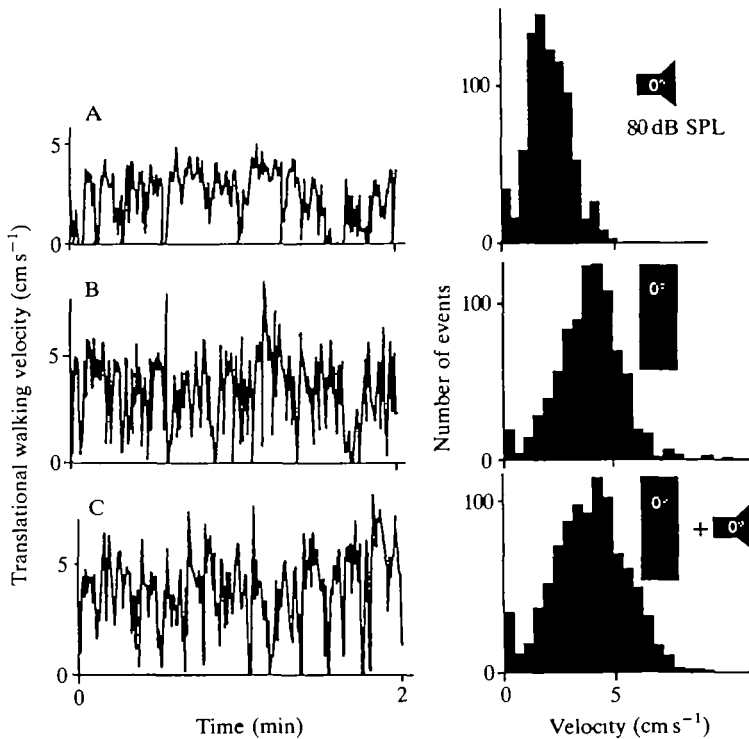 A
5
0
B
5
0
C
5
0
0
2
Translational walking velocity (cm s⁻¹)
Time (min)
100
0
0°
80 dB SPL
100
0
0°
100
0
0°
+
0°
0
5
Number of events
Velocity (cm s⁻¹)